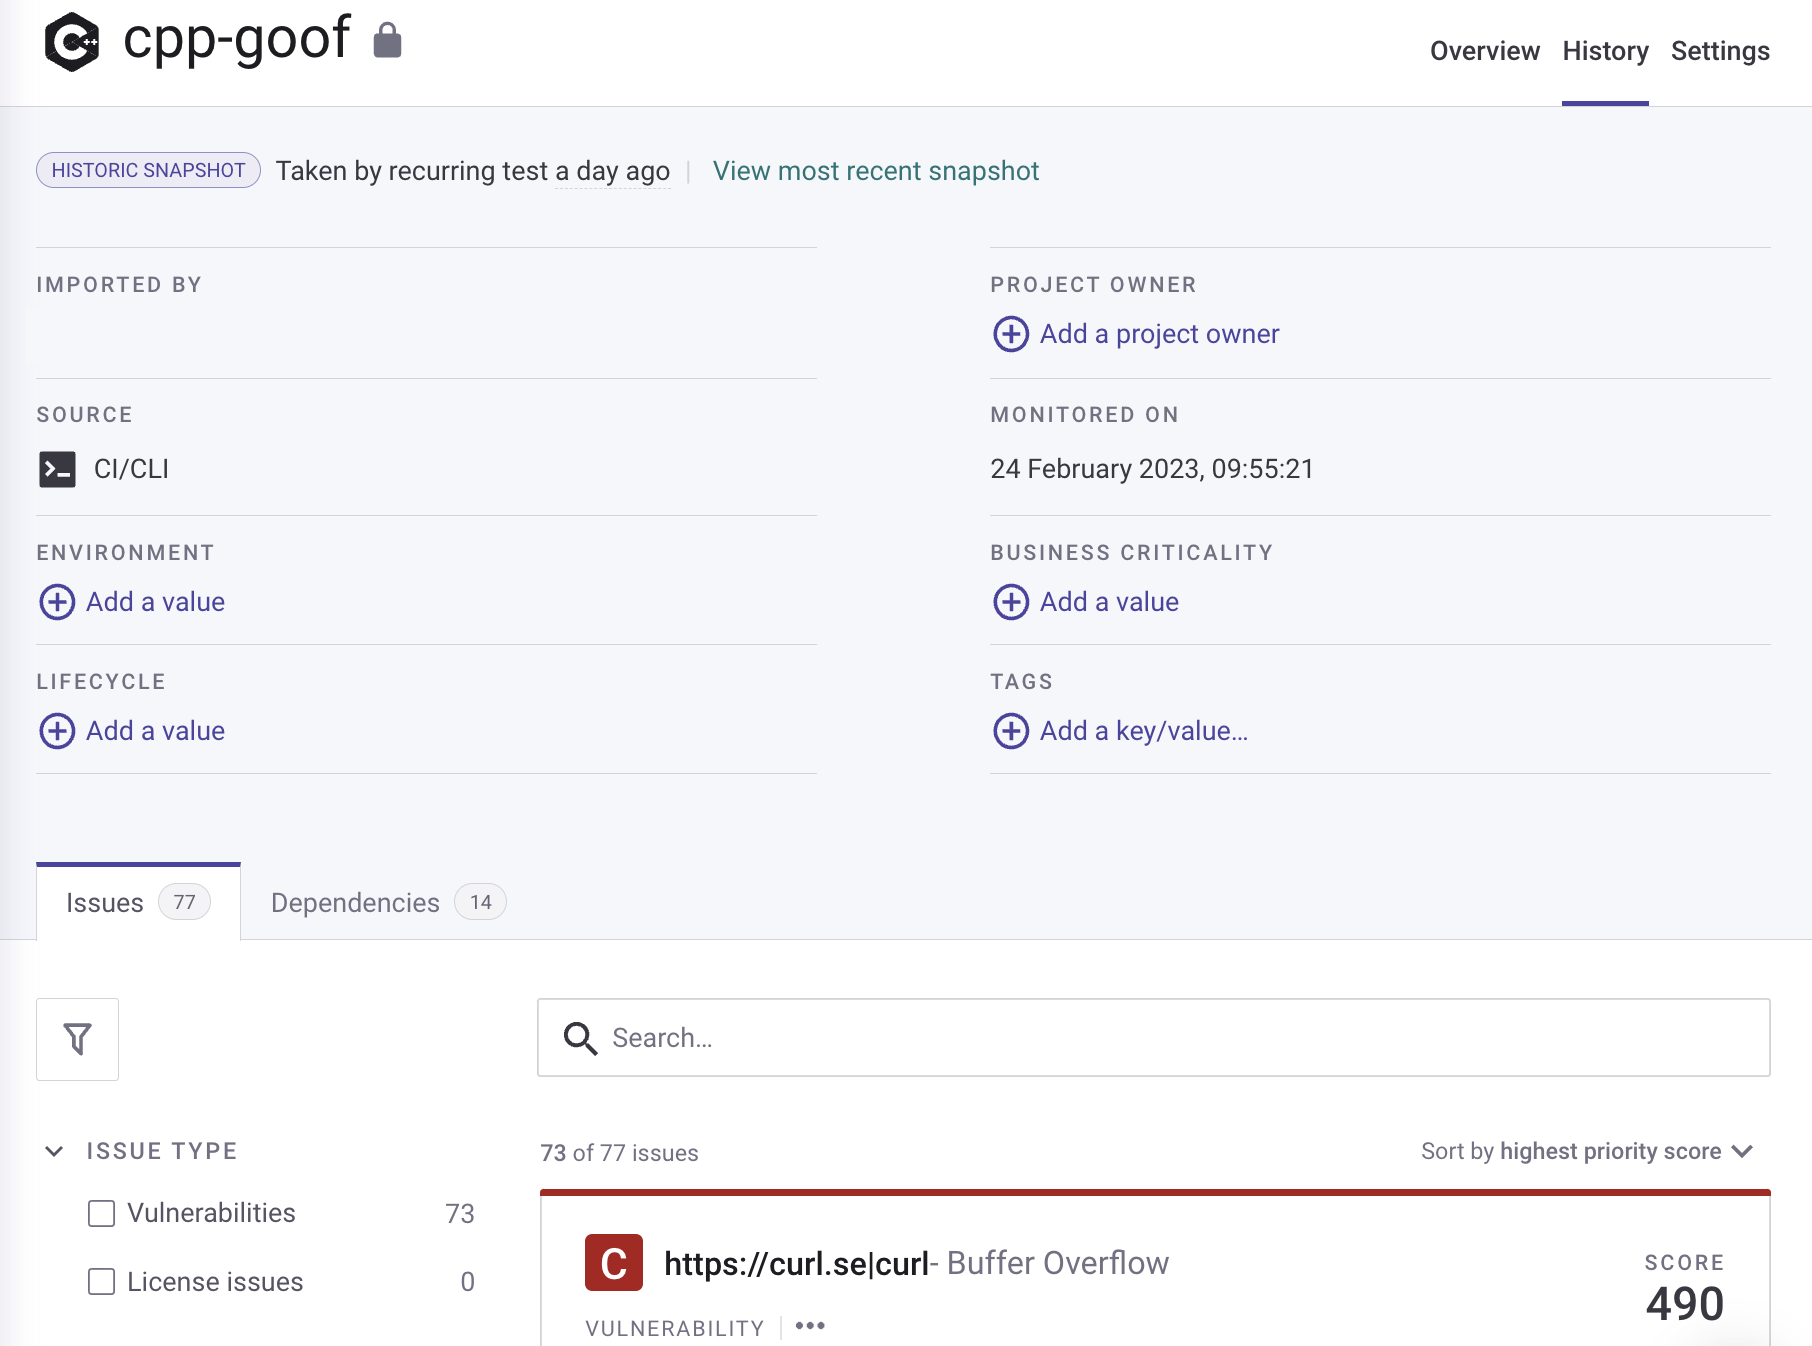 cpp-goof
Overview History Settings
HISTORIC SNAPSHOT Taken by recurring test a day ago | View most recent snapshot
IMPORTED BY
PROJECT OWNER
Add a project owner
SOURCE
CI/CLI
MONITORED ON
24 February 2023, 09:55:21
ENVIRONMENT
Add a value
BUSINESS CRITICALITY
Add a value
LIFECYCLE
Add a value
TAGS
Add a key/value...
Issues 77 Dependencies 14
Search...
ISSUE TYPE
Vulnerabilities 73
License issues 0
73 of 77 issues
Sort by highest priority score
C https://curl.se|curl- Buffer Overflow
VULNERABILITY
SCORE
490